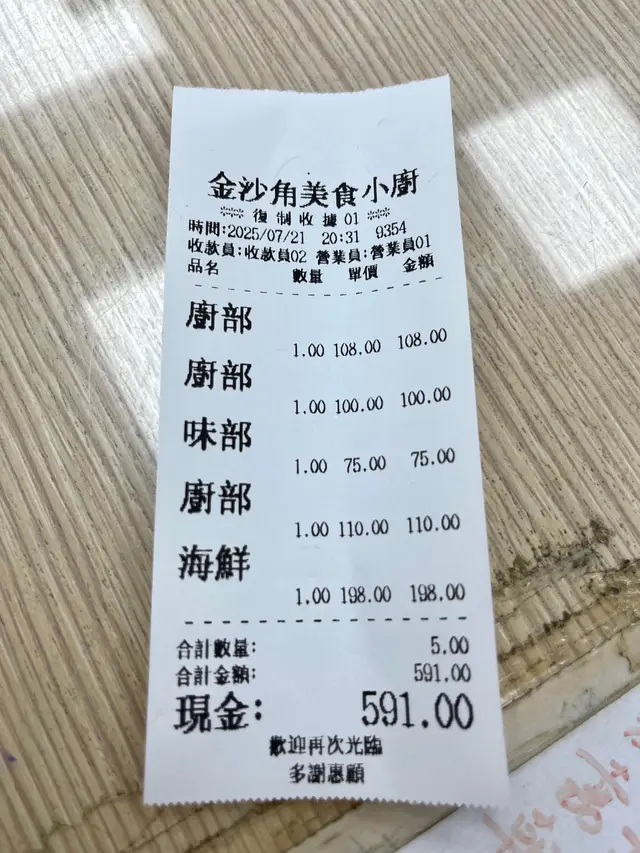 金沙角美食小廚
復制收據01
時間:2025/07/21 20:31 9354
收款員:收款員02 營業員:營業員01
品名 數量 單價 金額
廚部
1.00 108.00 108.00
廚部
1.00 100.00 100.00
味部
1.00 75.00 75.00
廚部
1.00 110.00 110.00
海鮮
1.00 198.00 198.00
合計數量: 5.00
合計金額: 591.00
現金: 591.00
歡迎再次光臨
多謝惠顧